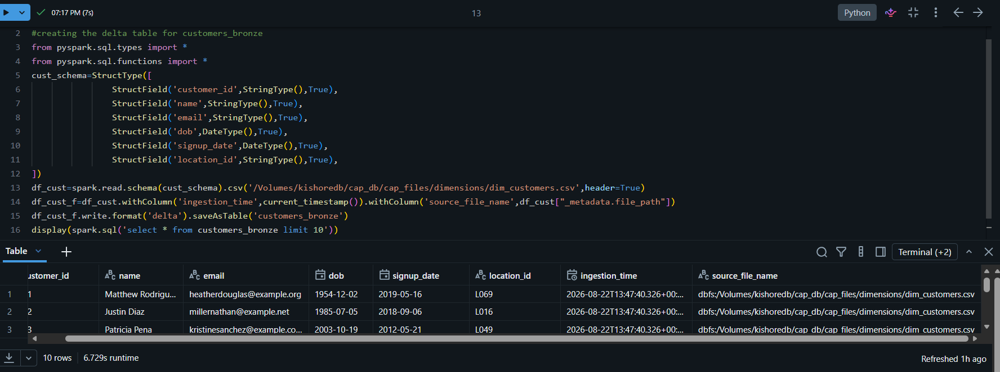 07:17 PM (7s)
13
Python
2 #creating the delta table for customers_bronze
3 from pyspark.sql.types import *
4 from pyspark.sql.functions import *
5 cust_schema=StructType([
6 StructField('customer_id',StringType(),True),
7 StructField('name',StringType(),True),
8 StructField('email',StringType(),True),
9 StructField('dob',DateType(),True),
10 StructField('signup_date',DateType(),True),
11 StructField('location_id',StringType(),True),
12 ])
13 df_cust=spark.read.schema(cust_schema).csv('/Volumes/kishoredb/cap_db/cap_files/dimensions/dim_customers.csv',header=True)
14 df_cust_f=df_cust.withColumn('ingestion_time',current_timestamp()).withColumn('source_file_name',df_cust["_metadata.file_path"])
15 df_cust_f.write.format('delta').saveAsTable('customers_bronze')
16 display(spark.sql('select * from customers_bronze limit 10'))
Table
Terminal (+2)
ustomer_id ABC name ABC email dob signup_date ABC location_id ingestion_time ABC source_file_name
1 1 Matthew Rodrigu... heatherdouglas@example.org 1954-12-02 2019-05-16 L069 2026-08-22T13:47:40.326+00:... dbfs:/Volumes/kishoredb/cap_db/cap_files/dimensions/dim_customers.csv
2 2 Justin Diaz millernathan@example.net 1985-07-05 2018-09-06 L016 2026-08-22T13:47:40.326+00:... dbfs:/Volumes/kishoredb/cap_db/cap_files/dimensions/dim_customers.csv
3 3 Patricia Pena kristinesanchez@example.co... 2003-10-19 2012-05-21 L049 2026-08-22T13:47:40.326+00:... dbfs:/Volumes/kishoredb/cap_db/cap_files/dimensions/dim_customers.csv
10 rows
6.729s runtime
Refreshed 1h ago